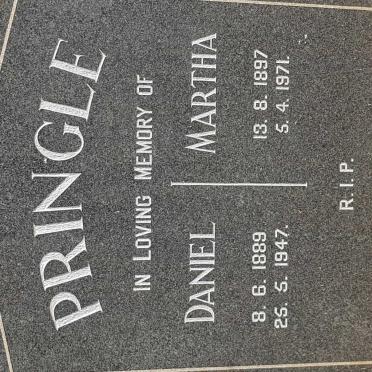 PRINGLE
IN LOVING MEMORY OF
DANIEL MARTHA
8. 6. 1889 13. 8. 1897
25. 5. 1947. 5. 4. 1971.
R. I. P.